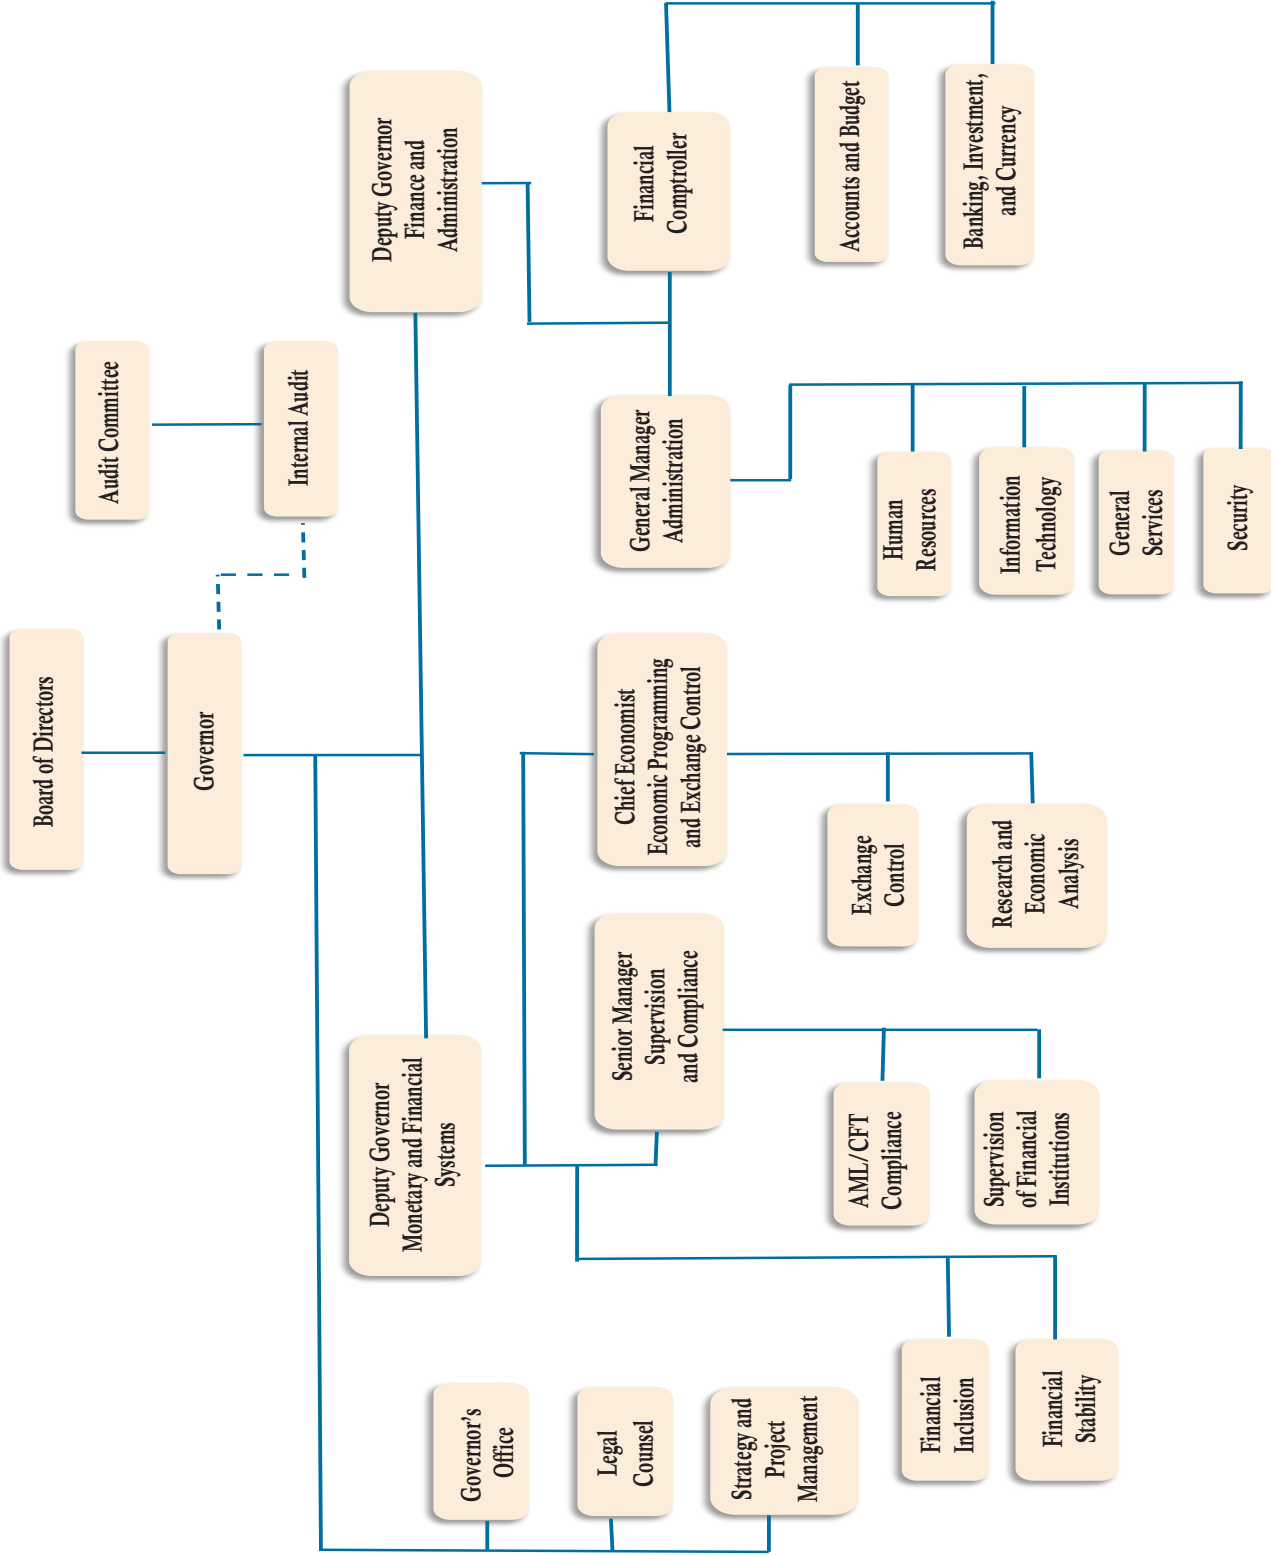 Board of Directors
Governor
Audit Committee
Internal Audit
Governor's
Office
Legal
Counsel
Strategy and
Project
Management
Deputy Governor
Monetary and Financial
Systems
Deputy Governor
Finance and
Administration
Financial
Inclusion
Financial
Stability
Senior Manager
Supervision
and Compliance
AML/CFT
Compliance
Supervision
of Financial
Institutions
Chief Economist
Economic Programming
and Exchange Control
Exchange
Control
Research and
Economic
Analysis
General Manager
Administration
Human
Resources
Information
Technology
General
Services
Security
Financial
Comptroller
Accounts and Budget
Banking, Investment,
and Currency